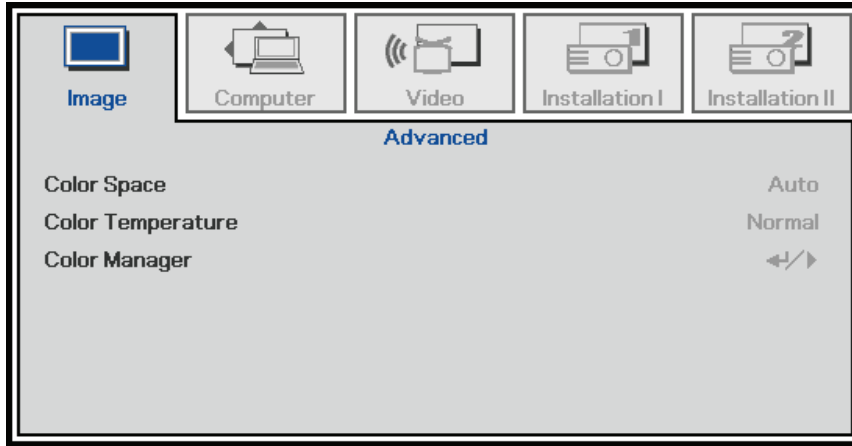 Image Computer Video Installation I Installation II
Advanced
Color Space Auto
Color Temperature Normal
Color Manager ↵/▶